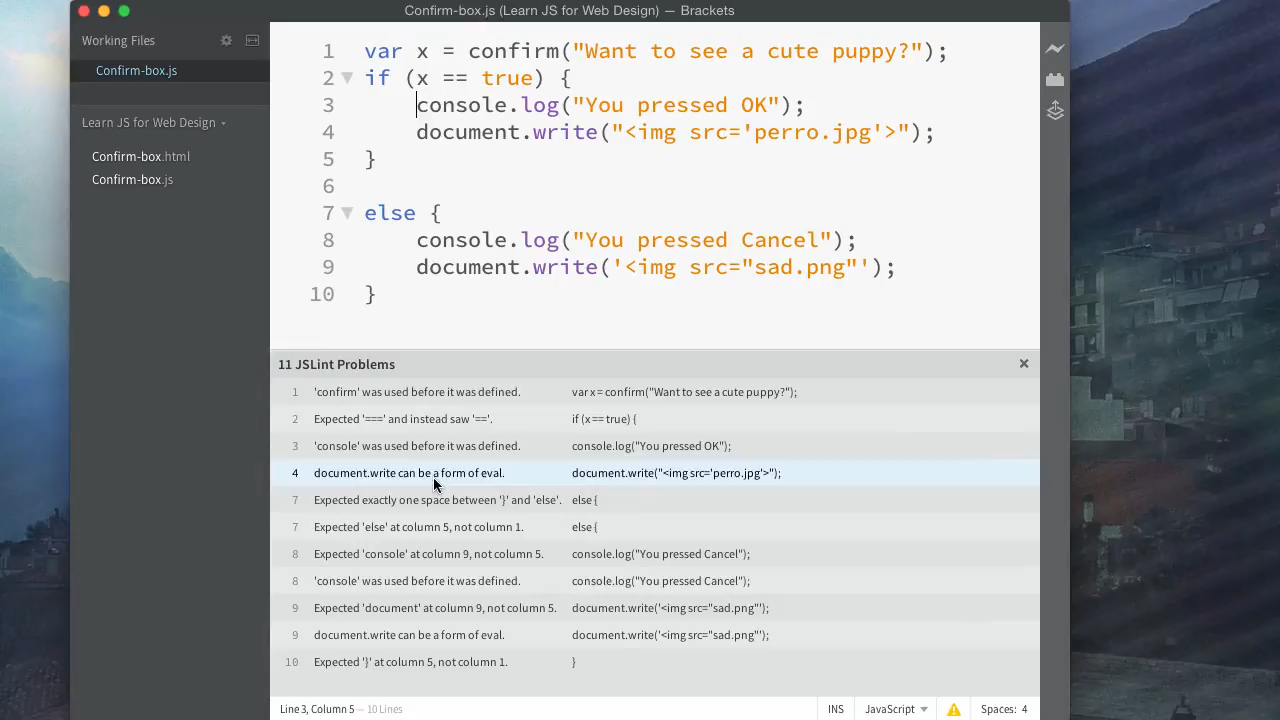 Confirm-box.js (Learn JS for Web Design) — Brackets
Working Files
Confirm-box.js
Learn JS for Web Design
Confirm-box.html
Confirm-box.js
1 var x = confirm("Want to see a cute puppy?");
2 if (x == true) {
3 console.log("You pressed OK");
4 document.write("<img src='perro.jpg'>");
5 }
6
7 else {
8 console.log("You pressed Cancel");
9 document.write('<img src="sad.png"');
10 }
11 JSLint Problems
1 'confirm' was used before it was defined. var x = confirm("Want to see a cute puppy?");
2 Expected '===' and instead saw '=='. if (x == true) {
3 'console' was used before it was defined. console.log("You pressed OK");
4 document.write can be a form of eval. document.write("<img src='perro.jpg'>");
7 Expected exactly one space between '}' and 'else'. else {
7 Expected 'else' at column 5, not column 1. else {
8 Expected 'console' at column 9, not column 5. console.log("You pressed Cancel");
8 'console' was used before it was defined. console.log("You pressed Cancel");
9 Expected 'document' at column 9, not column 5. document.write('<img src="sad.png"');
9 document.write can be a form of eval. document.write('<img src="sad.png"');
10 Expected '}' at column 5, not column 1. }
Line 3, Column 5 — 10 Lines INS JavaScript Spaces: 4